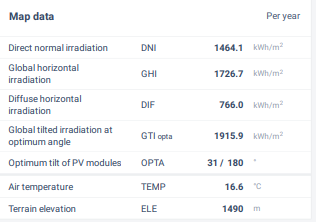 Map data Per year
Direct normal irradiation DNI 1464.1 kWh/m²
Global horizontal
irradiation GHI 1726.7 kWh/m²
Diffuse horizontal
irradiation DIF 766.0 kWh/m²
Global tilted irradiation at
optimum angle GTI opta 1915.9 kWh/m²
Optimum tilt of PV modules OPTA 31 / 180 °
Air temperature TEMP 16.6 °C
Terrain elevation ELE 1490 m